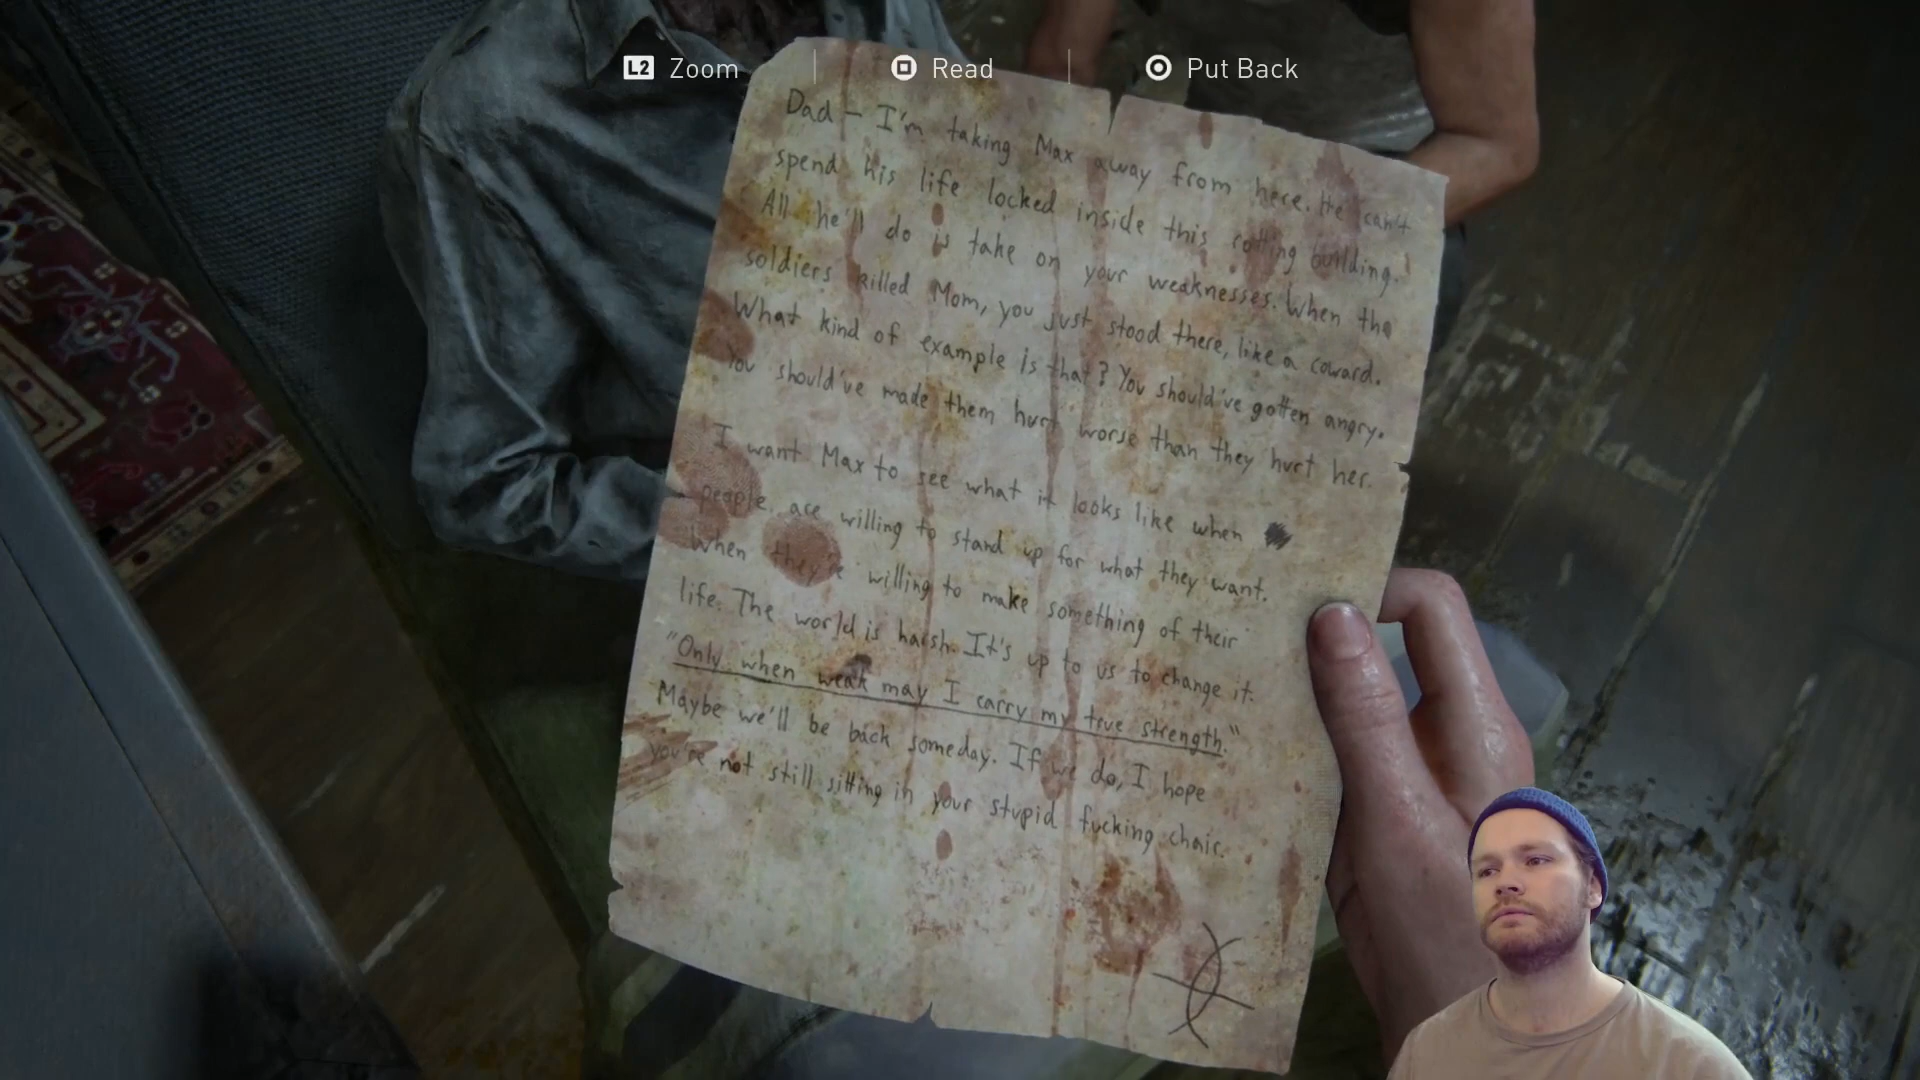 L2 Zoom Read Put Back
Dad — I'm taking Max away from here. He can't
spend his life locked inside this rotting building.
All he'll do is take on your weaknesses. When the
soldiers killed Mom, you just stood there, like a coward.
What kind of example is that? You should've gotten angry.
You should've made them hurt worse than they hurt her.
I want Max to see what it looks like when
people are willing to stand up for what they want.
When they're willing to make something of their
life. The world is harsh. It's up to us to change it.
"Only when weak may I carry my true strength."
Maybe we'll be back someday. If we do, I hope
you're not still sitting in your stupid fucking chair.